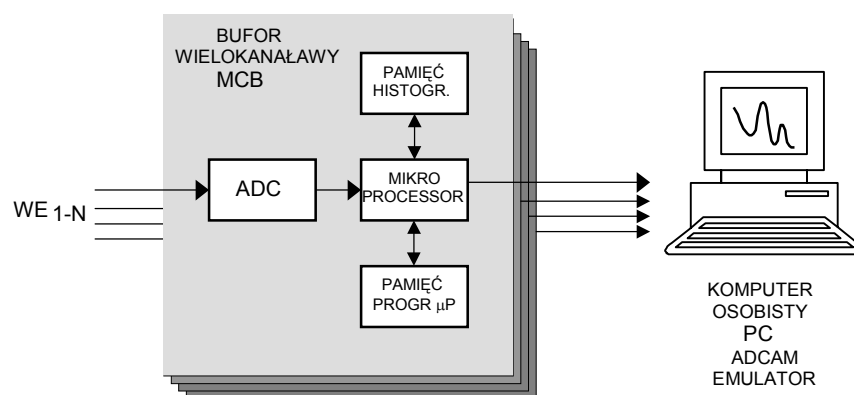 BUFOR
WIELOKANAŁAWY
MCB
PAMIĘĆ
HISTOGR.
WE 1-N
ADC
MIKRO
PROCESSOR
PAMIĘĆ
PROGR µP
KOMPUTER
OSOBISTY
PC
ADCAM
EMULATOR